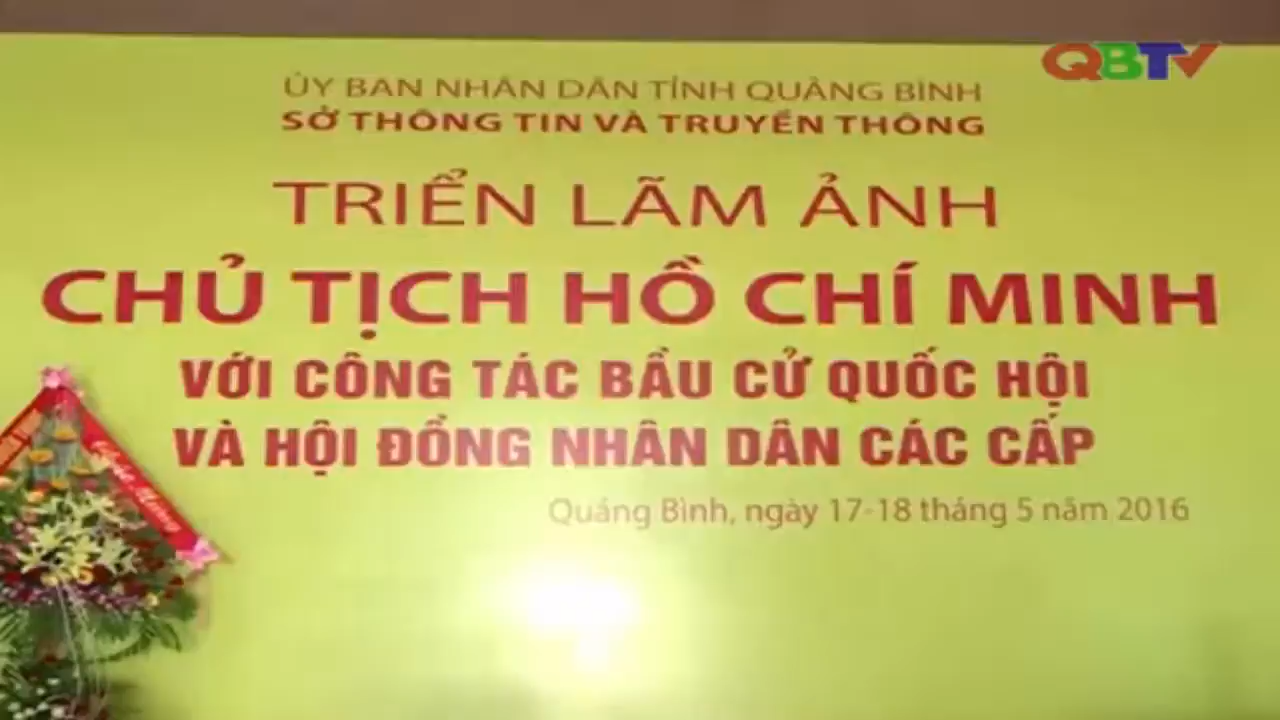 QBTV
ỦY BAN NHÂN DÂN TỈNH QUẢNG BÌNH
SỞ THÔNG TIN VÀ TRUYỀN THÔNG
TRIỂN LÃM ẢNH
CHỦ TỊCH HỒ CHÍ MINH
VỚI CÔNG TÁC BẦU CỬ QUỐC HỘI
VÀ HỘI ĐỒNG NHÂN DÂN CÁC CẤP
Quảng Bình, ngày 17-18 tháng 5 năm 2016